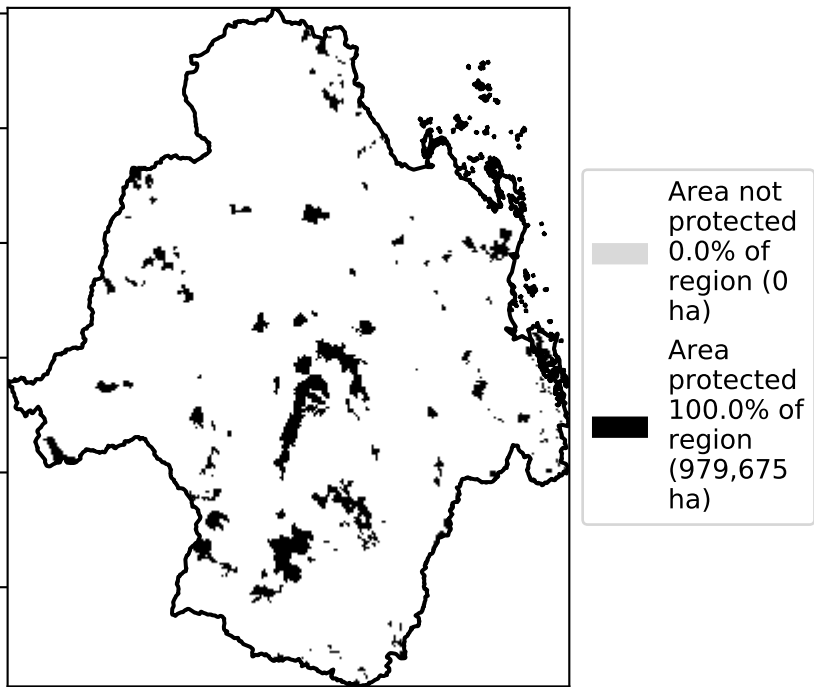 Area not
protected
0.0% of
region (0
ha)
Area
protected
100.0% of
region
(979,675
ha)